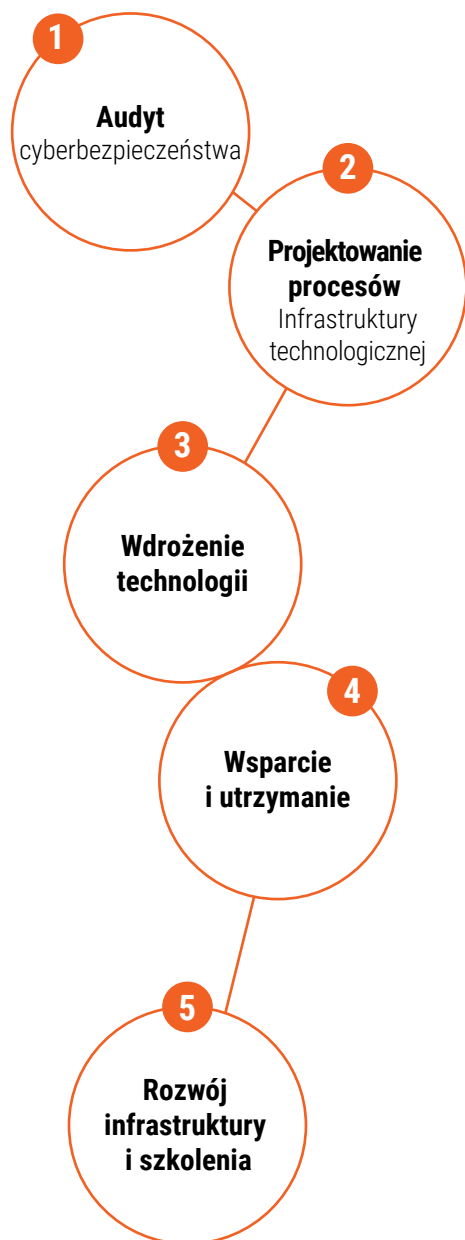 1
Audyt
cyberbezpieczeństwa
2
Projektowanie
procesów
Infrastruktury
technologicznej
3
Wdrożenie
technologii
4
Wsparcie
i utrzymanie
5
Rozwój
infrastruktury
i szkolenia